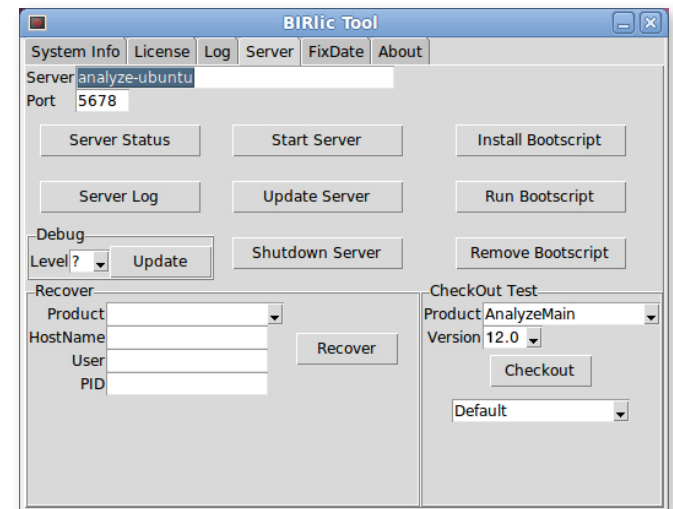 BIRlic Tool
System Info License Log Server FixDate About
Server analyze-ubuntu
Port 5678
Server Status Start Server Install Bootscript
Server Log Update Server Run Bootscript
Debug
Level ? Update
Shutdown Server Remove Bootscript
Recover
Product
HostName
User
PID
Recover
CheckOut Test
Product AnalyzeMain
Version 12.0
Checkout
Default